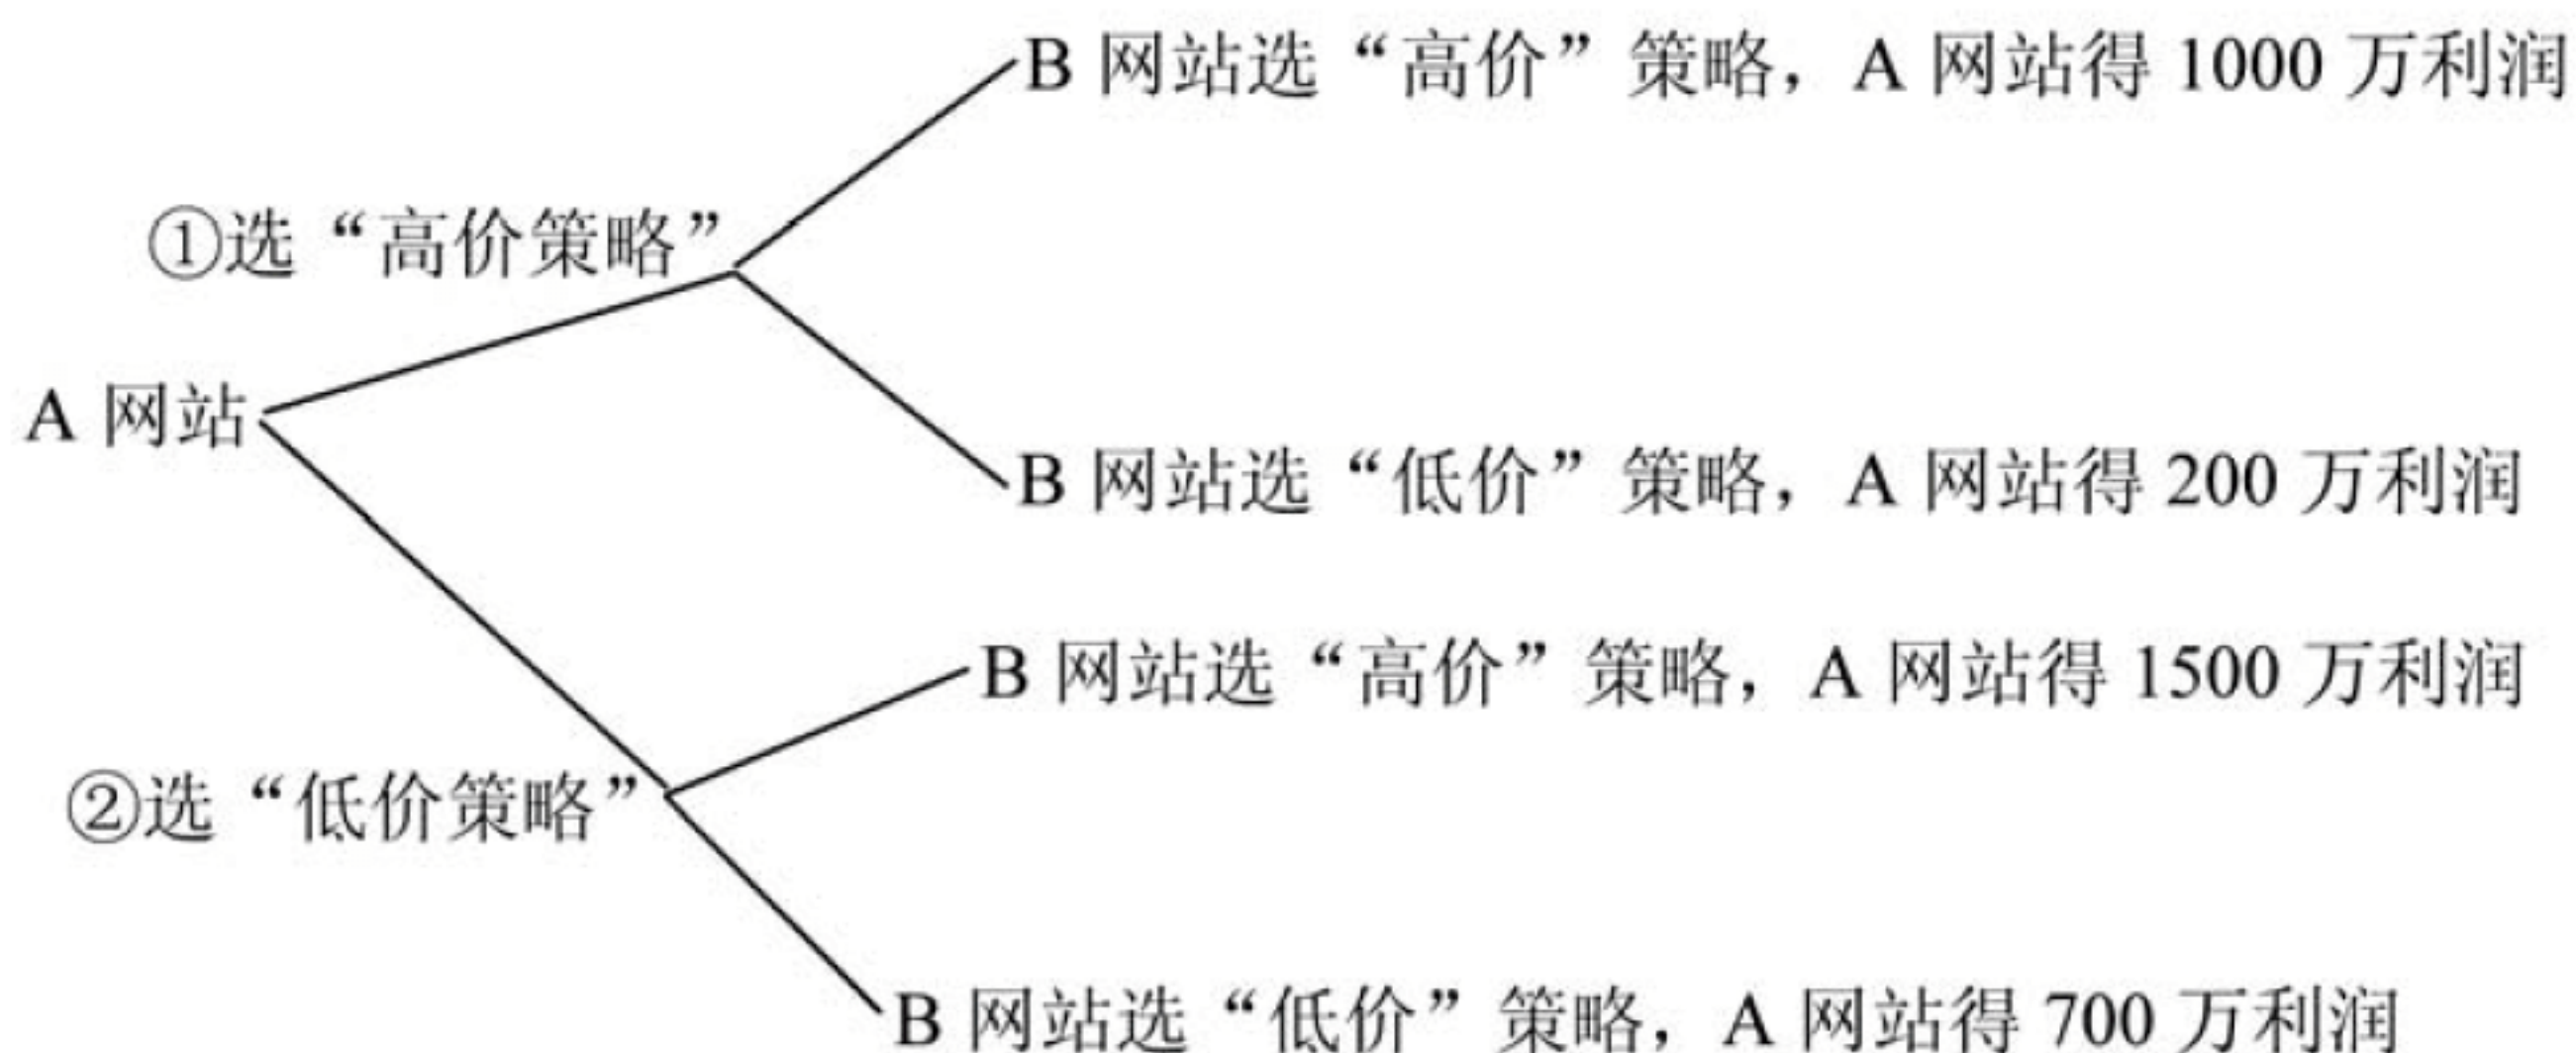 B 网站选“高价”策略，A 网站得 1000 万利润
①选“高价策略”
A 网站
B 网站选“低价”策略，A 网站得 200 万利润
B 网站选“高价”策略，A 网站得 1500 万利润
②选“低价策略”
B 网站选“低价”策略，A 网站得 700 万利润